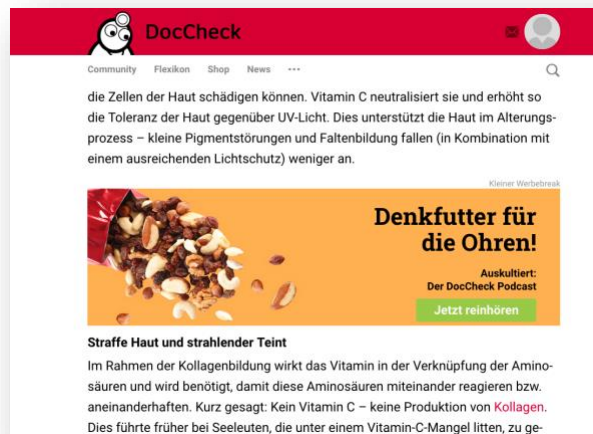 DocCheck
Community Flexikon Shop News ...
die Zellen der Haut schädigen können. Vitamin C neutralisiert sie und erhöht so
die Toleranz der Haut gegenüber UV-Licht. Dies unterstützt die Haut im Alterungs-
prozess – kleine Pigmentstörungen und Faltenbildung fallen (in Kombination mit
einem ausreichenden Lichtschutz) weniger an.
Kleiner Werbebreak
Denkfutter für
die Ohren!
Auskultiert:
Der DocCheck Podcast
Jetzt reinhören
Straffe Haut und strahlender Teint
Im Rahmen der Kollagenbildung wirkt das Vitamin in der Verknüpfung der Amino-
säuren und wird benötigt, damit diese Aminosäuren miteinander reagieren bzw.
aneinanderhaften. Kurz gesagt: Kein Vitamin C – keine Produktion von Kollagen.
Dies führte früher bei Seeleuten, die unter einem Vitamin-C-Mangel litten, zu ge-